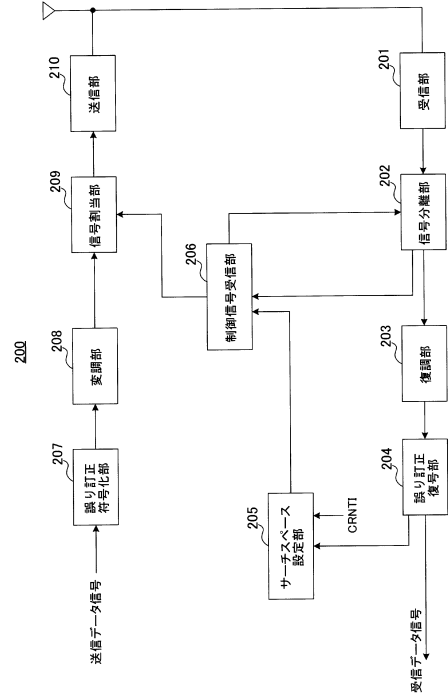 200
送信データ信号
207
誤り訂正
符号化部
208
変調部
209
信号割当部
210
送信部
206
制御信号受信部
205
サーチスペース
設定部
CRNTI
受信データ信号
204
誤り訂正
復号部
203
復調部
202
信号分離部
201
受信部